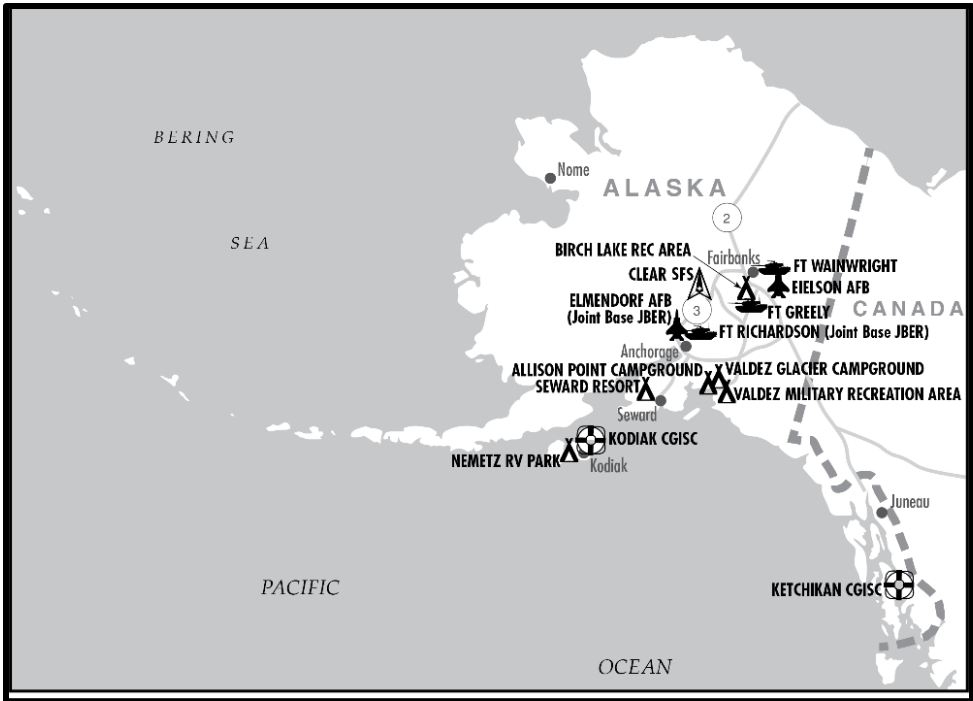 BERING
Nome
ALASKA
2
SEA
BIRCH LAKE REC AREA
Fairbanks
FT WAINWRIGHT
CLEAR SFS
EIELSON AFB
ELMENDORF AFB
(Joint Base JBER)
3
FT GREELY
CANADA
FT RICHARDSON (Joint Base JBER)
Anchorage
ALLISON POINT CAMPGROUND
VALDEZ GLACIER CAMPGROUND
SEWARD RESORT
VALDEZ MILITARY RECREATION AREA
Seward
KODIAK CGISC
NEMETZ RV PARK
Kodiak
Juneau
PACIFIC
KETCHIKAN CGISC
OCEAN